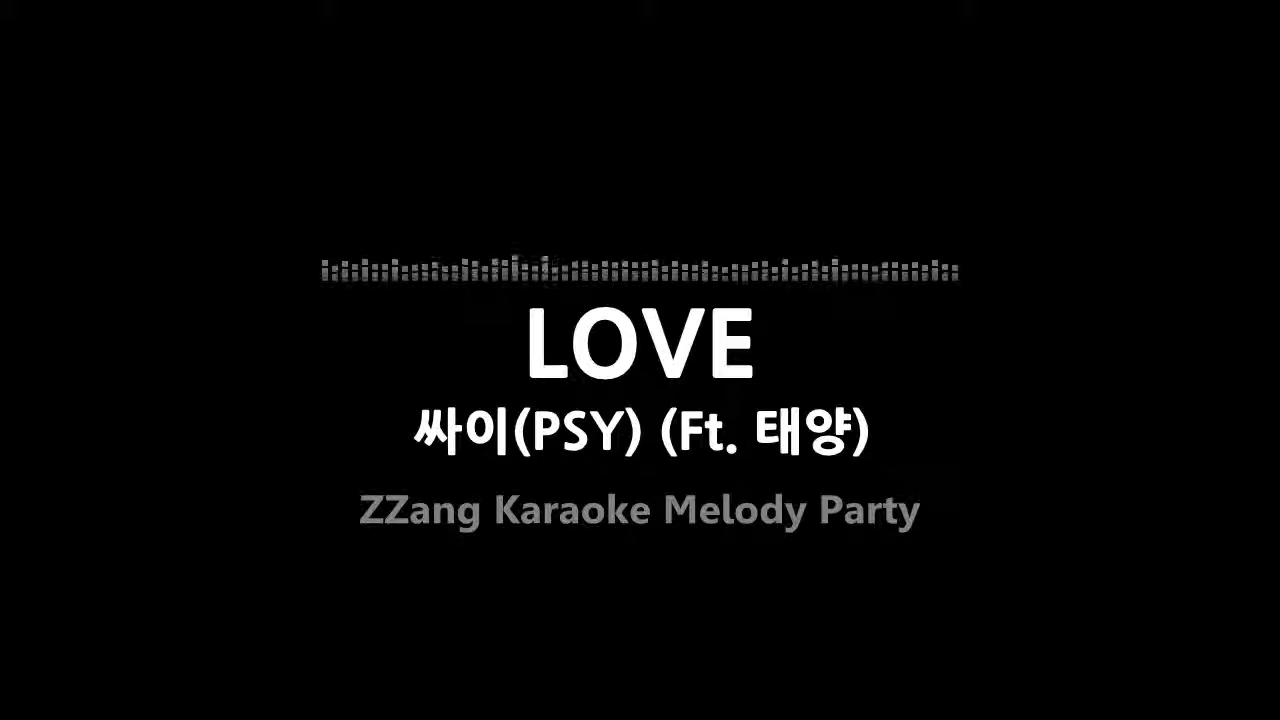 LOVE
싸이(PSY) (Ft. 태양)
ZZang Karaoke Melody Party